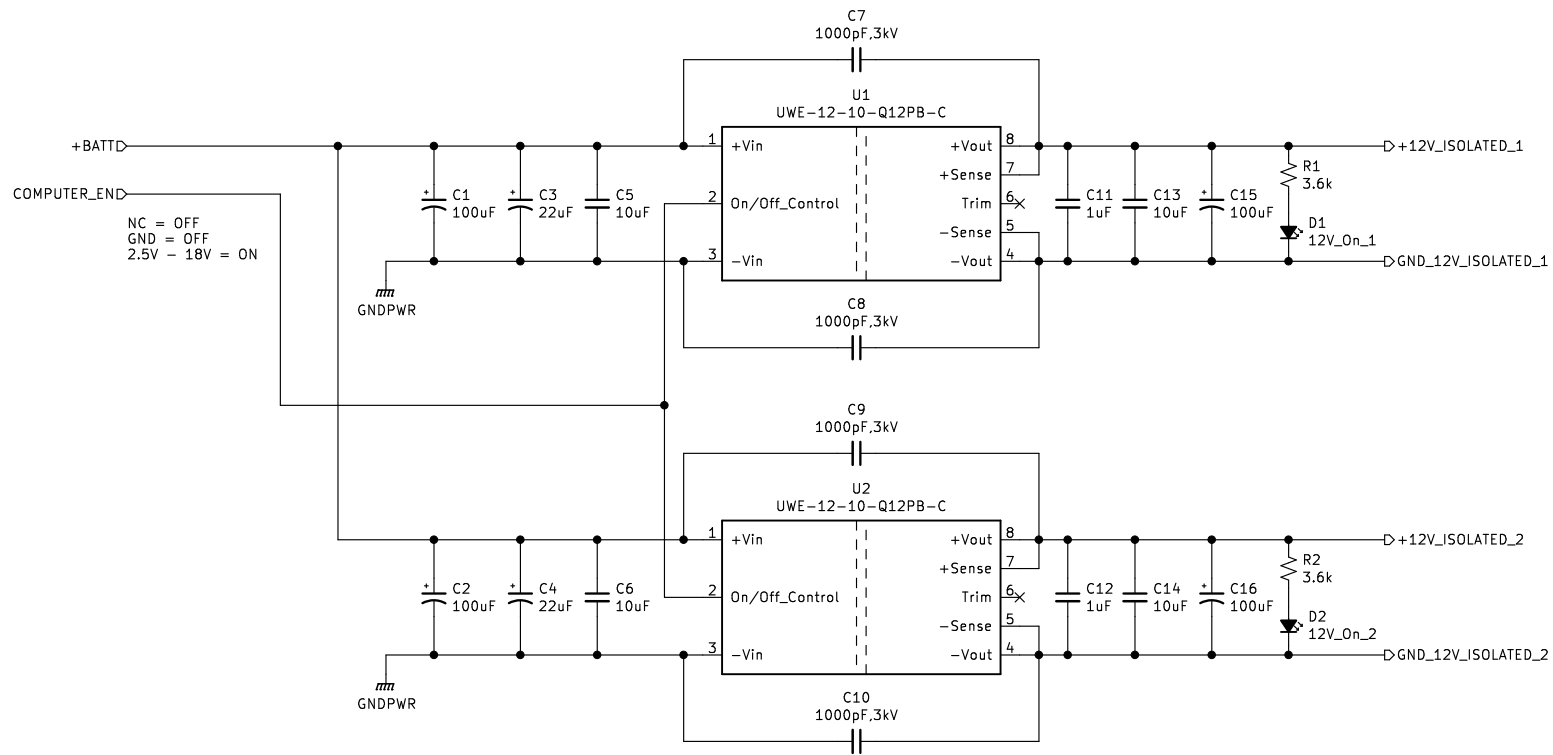 C7
1000pF,3kV
U1
UWE-12-10-Q12PB-C
+BATT
COMPUTER_EN
NC = OFF
GND = OFF
2.5V - 18V = ON
+
C1
100uF
+
C3
22uF
C5
10uF
GNDPWR
1
+Vin
2
On/Off_Control
3
-Vin
+Vout
8
+Sense
7
Trim
6
-Sense
5
-Vout
4
C11
1uF
C13
10uF
+
C15
100uF
R1
3.6k
D1
12V_On_1
+12V_ISOLATED_1
GND_12V_ISOLATED_1
C8
1000pF,3kV
C9
1000pF,3kV
U2
UWE-12-10-Q12PB-C
+
C2
100uF
+
C4
22uF
C6
10uF
GNDPWR
1
+Vin
2
On/Off_Control
3
-Vin
+Vout
8
+Sense
7
Trim
6
-Sense
5
-Vout
4
C12
1uF
C14
10uF
+
C16
100uF
R2
3.6k
D2
12V_On_2
+12V_ISOLATED_2
GND_12V_ISOLATED_2
C10
1000pF,3kV